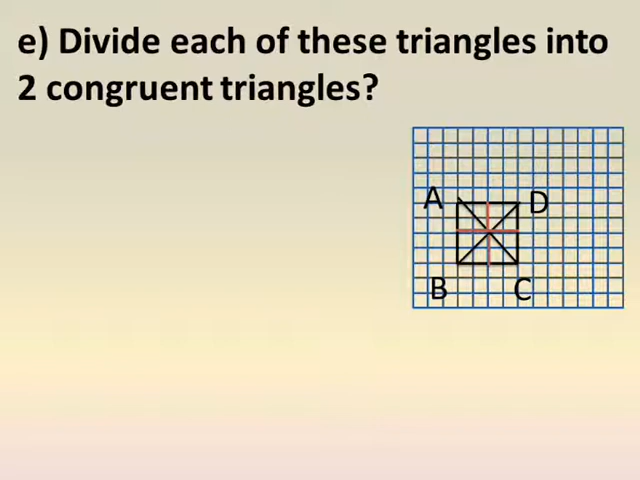 e) Divide each of these triangles into
2 congruent triangles?
A D
B C